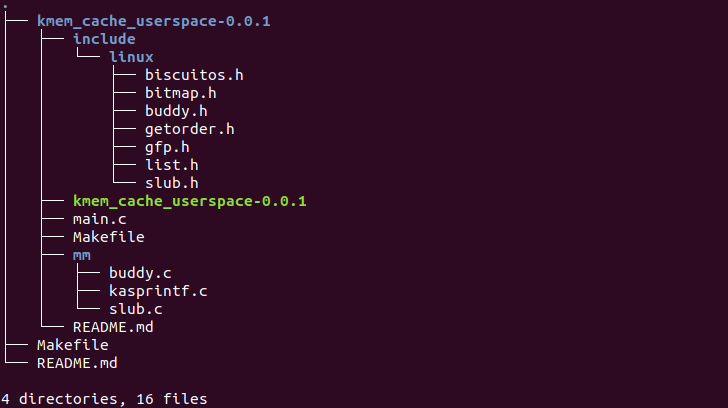 .
├── kmem_cache_userspace-0.0.1
│   ├── include
│   │   └── linux
│   │       ├── biscuitos.h
│   │       ├── bitmap.h
│   │       ├── buddy.h
│   │       ├── getorder.h
│   │       ├── gfp.h
│   │       ├── list.h
│   │       └── slub.h
│   ├── kmem_cache_userspace-0.0.1
│   ├── main.c
│   ├── Makefile
│   ├── mm
│   │   ├── buddy.c
│   │   ├── kasprintf.c
│   │   └── slub.c
│   └── README.md
├── Makefile
└── README.md
4 directories, 16 files